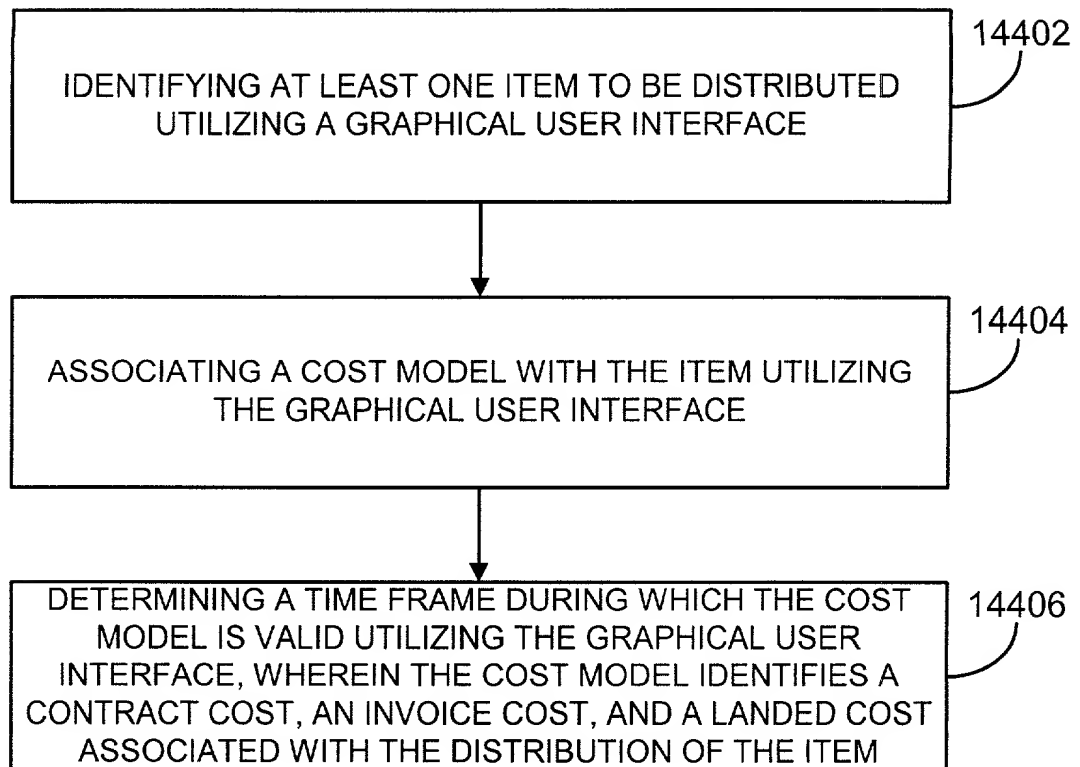 14402
IDENTIFYING AT LEAST ONE ITEM TO BE DISTRIBUTED
UTILIZING A GRAPHICAL USER INTERFACE
14404
ASSOCIATING A COST MODEL WITH THE ITEM UTILIZING
THE GRAPHICAL USER INTERFACE
14406
DETERMINING A TIME FRAME DURING WHICH THE COST
MODEL IS VALID UTILIZING THE GRAPHICAL USER
INTERFACE, WHEREIN THE COST MODEL IDENTIFIES A
CONTRACT COST, AN INVOICE COST, AND A LANDED COST
ASSOCIATED WITH THE DISTRIBUTION OF THE ITEM